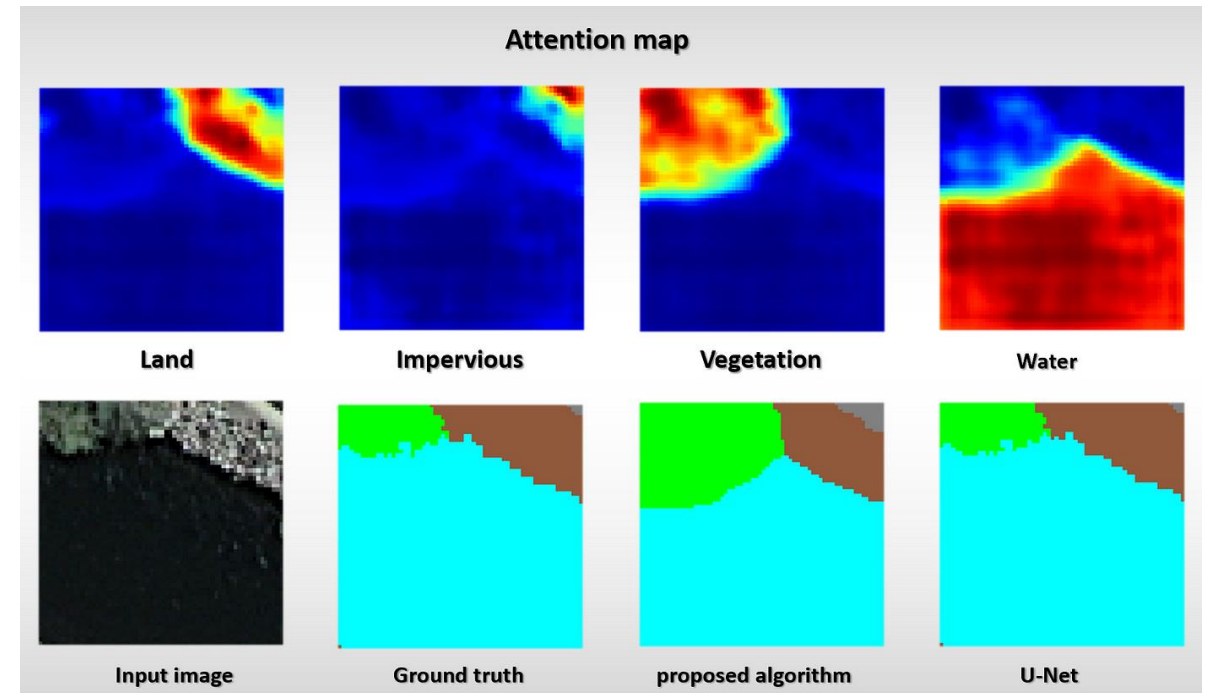 Attention map
Land
Impervious
Vegetation
Water
Input image
Ground truth
proposed algorithm
U-Net